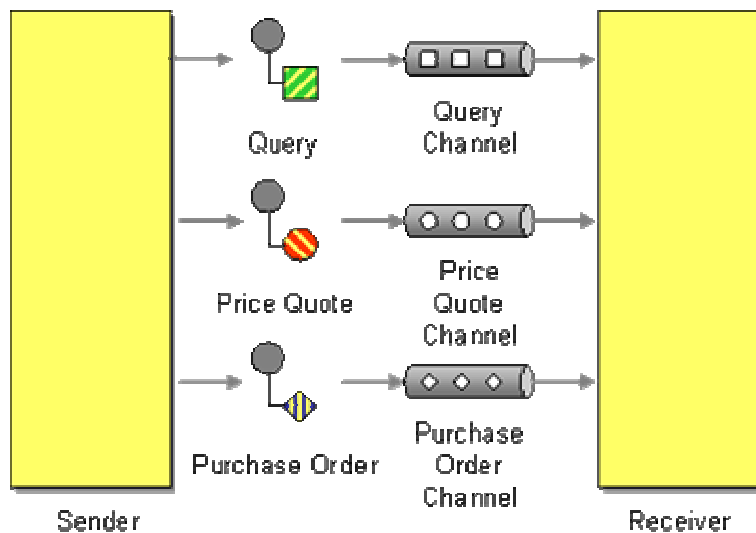 Query
Query
Channel
Price Quote
Price
Quote
Channel
Purchase Order
Purchase
Order
Channel
Sender
Receiver